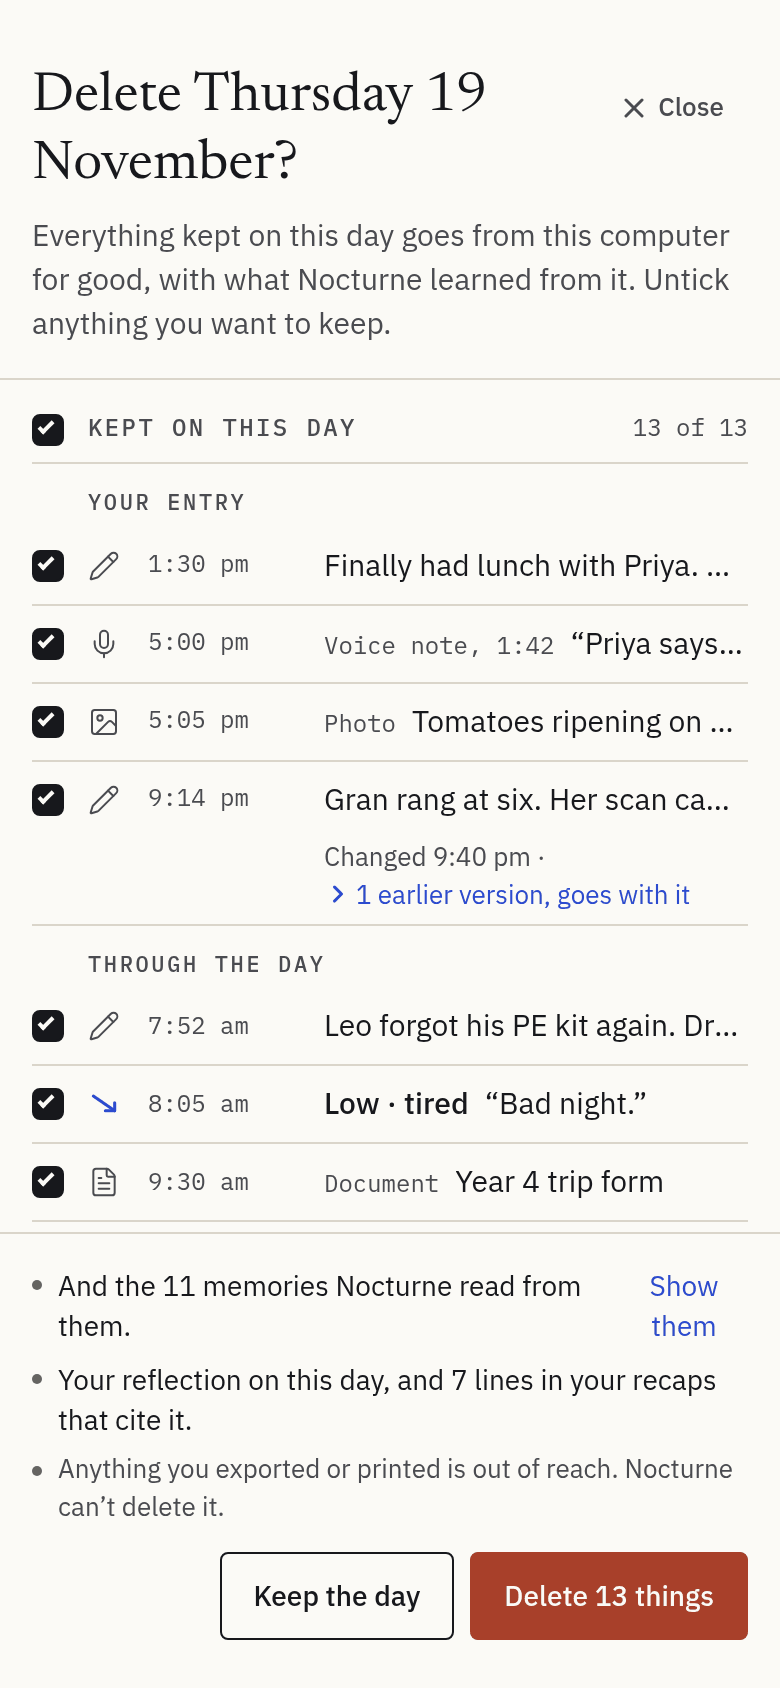 Delete Thursday 19
November?
Close
Everything kept on this day goes from this computer
for good, with what Nocturne learned from it. Untick
anything you want to keep.
KEPT ON THIS DAY 13 of 13
YOUR ENTRY
1:30 pm Finally had lunch with Priya. …
5:00 pm Voice note, 1:42 “Priya says…
5:05 pm Photo Tomatoes ripening on …
9:14 pm Gran rang at six. Her scan ca…
Changed 9:40 pm ·
1 earlier version, goes with it
THROUGH THE DAY
7:52 am Leo forgot his PE kit again. Dr…
8:05 am Low · tired “Bad night.”
9:30 am Document Year 4 trip form
And the 11 memories Nocturne read from
them.
Show
them
Your reflection on this day, and 7 lines in your recaps
that cite it.
Anything you exported or printed is out of reach. Nocturne
can’t delete it.
Keep the day
Delete 13 things